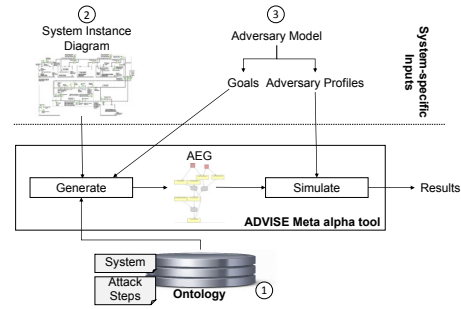 2
System Instance
Diagram
3
Adversary Model
Goals
Adversary Profiles
System-specific
Inputs
AEG
Generate
Simulate
Results
ADVISE Meta alpha tool
System
Attack
Steps
Ontology
1